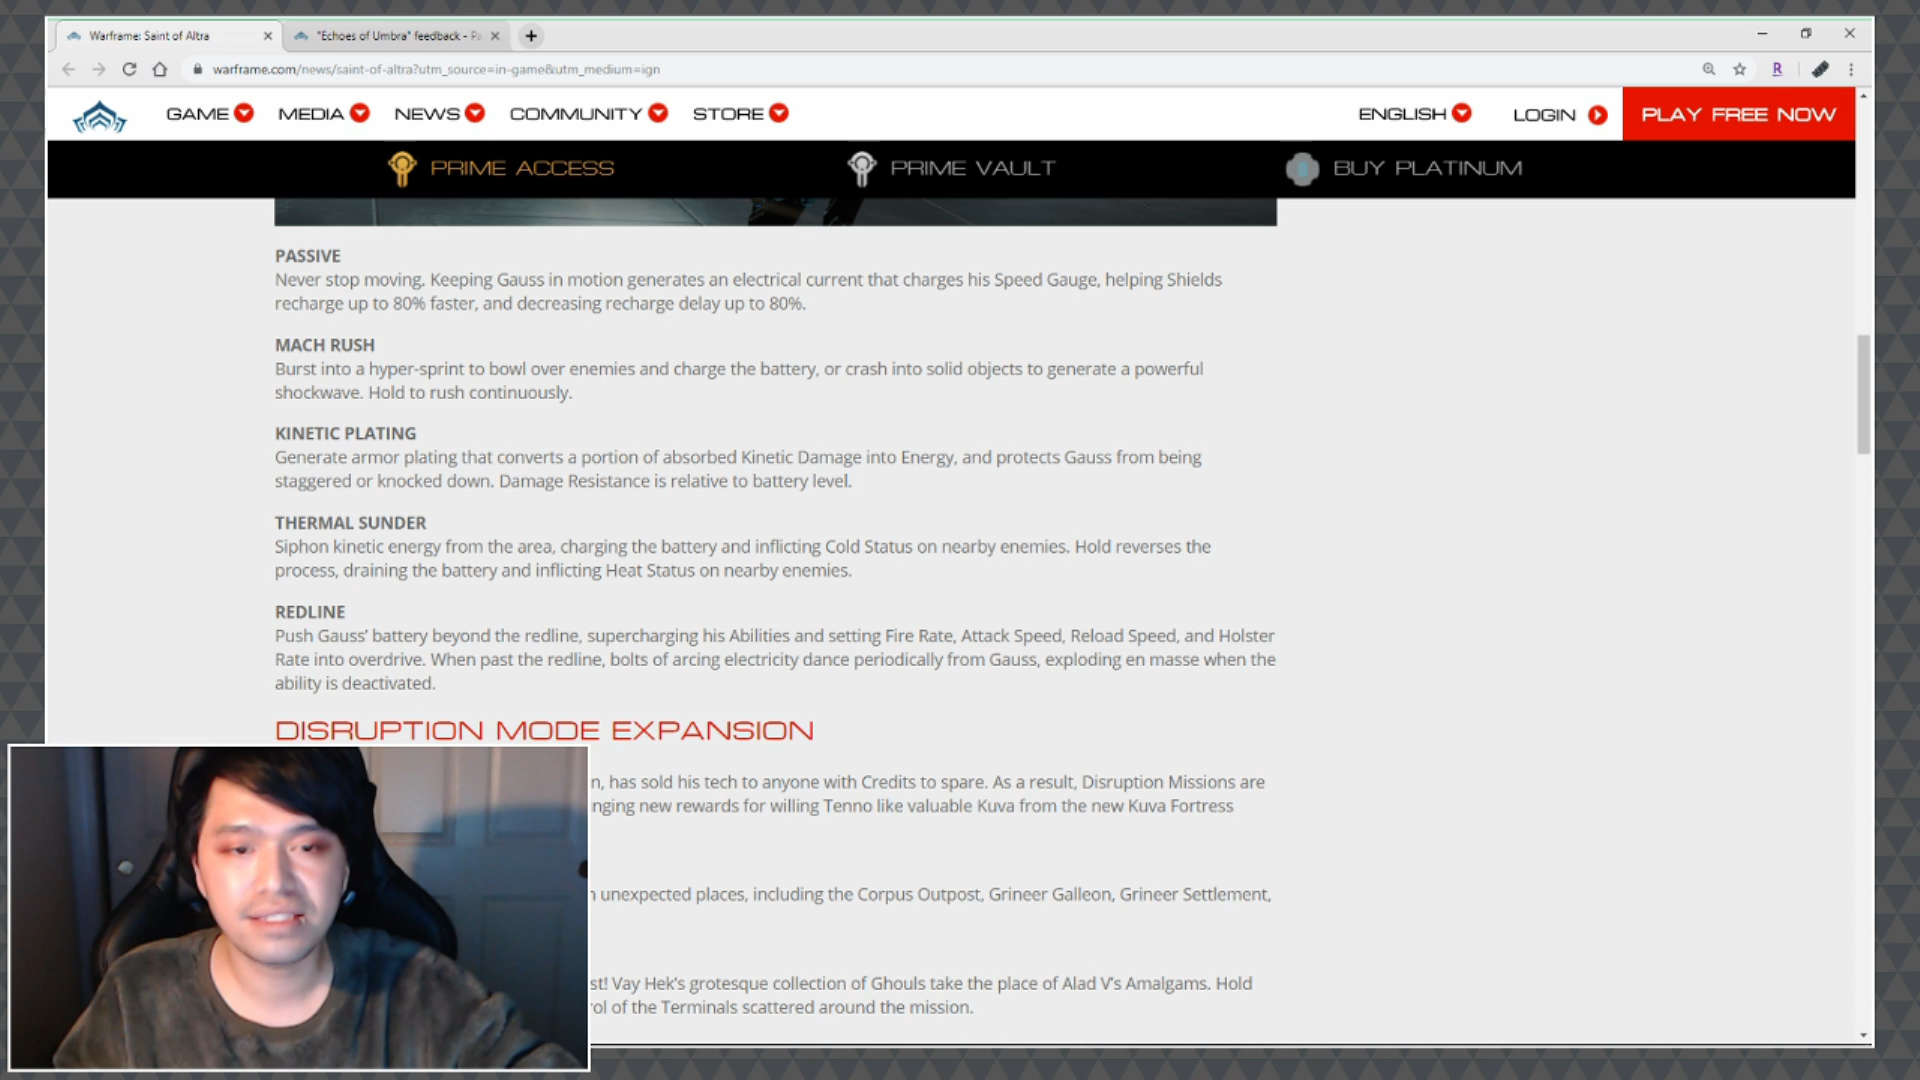 Warframe: Saint of Altra
"Echoes of Umbra" feedback - Pa
warframe.com/news/saint-of-altra?utm_source=in-game&utm_medium=ign
R
GAME MEDIA NEWS COMMUNITY STORE ENGLISH LOGIN PLAY FREE NOW
PRIME ACCESS PRIME VAULT BUY PLATINUM
PASSIVE
Never stop moving. Keeping Gauss in motion generates an electrical current that charges his Speed Gauge, helping Shields
recharge up to 80% faster, and decreasing recharge delay up to 80%.
MACH RUSH
Burst into a hyper-sprint to bowl over enemies and charge the battery, or crash into solid objects to generate a powerful
shockwave. Hold to rush continuously.
KINETIC PLATING
Generate armor plating that converts a portion of absorbed Kinetic Damage into Energy, and protects Gauss from being
staggered or knocked down. Damage Resistance is relative to battery level.
THERMAL SUNDER
Siphon kinetic energy from the area, charging the battery and inflicting Cold Status on nearby enemies. Hold reverses the
process, draining the battery and inflicting Heat Status on nearby enemies.
REDLINE
Push Gauss' battery beyond the redline, supercharging his Abilities and setting Fire Rate, Attack Speed, Reload Speed, and Holster
Rate into overdrive. When past the redline, bolts of arcing electricity dance periodically from Gauss, exploding en masse when the
ability is deactivated.
DISRUPTION MODE EXPANSION
n, has sold his tech to anyone with Credits to spare. As a result, Disruption Missions are
nging new rewards for willing Tenno like valuable Kuva from the new Kuva Fortress
n unexpected places, including the Corpus Outpost, Grineer Galleon, Grineer Settlement,
st! Vay Hek's grotesque collection of Ghouls take the place of Alad V's Amalgams. Hold
rol of the Terminals scattered around the mission.